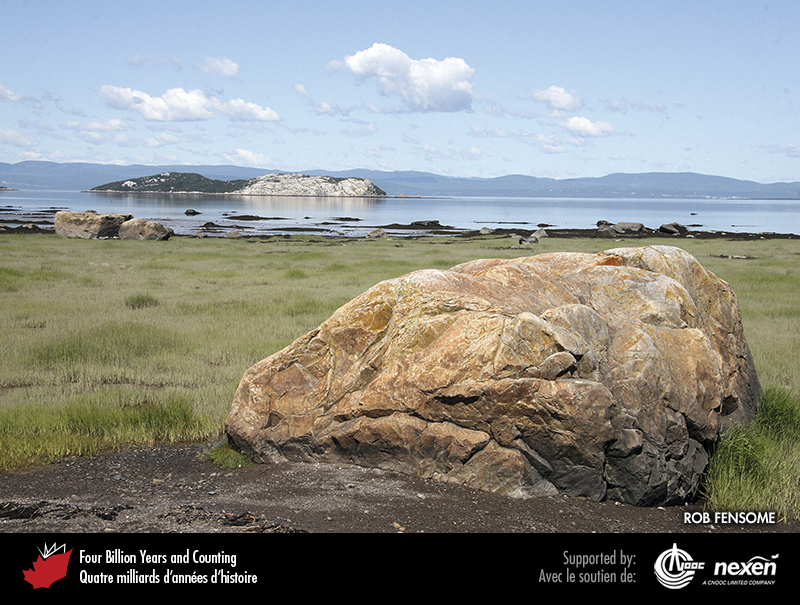 ROB FENSOME
Four Billion Years and Counting
Quatre milliards d'années d'histoire
Supported by:
Avec le soutien de:
CNOOC
nexen
A CNOOC LIMITED COMPANY